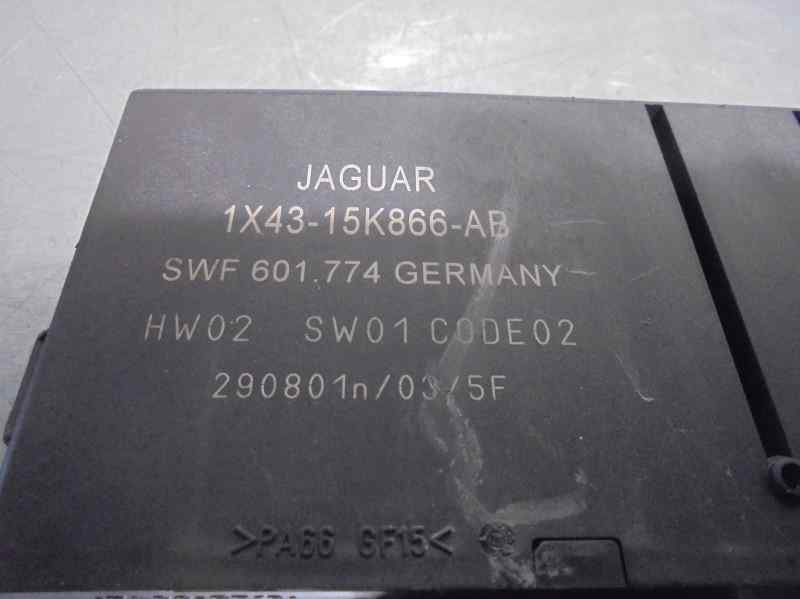 JAGUAR
1X43-15K866-AB
SWF 601.774 GERMANY
HW02 SW01 CODE02
290801n/03/5F
>PA66 GF15<